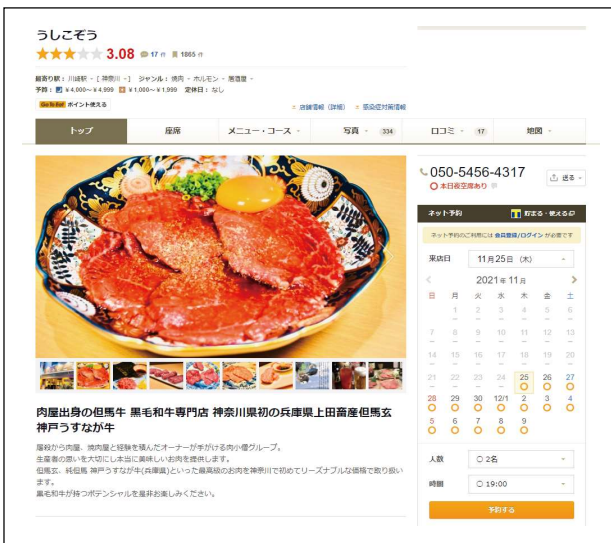 うしこぞう
3.08 17 件 1865 件
最寄り駅： 川崎駅 - [ 神奈川 -] ジャンル： 焼肉 - ホルモン - 居酒屋 -
予算： ￥4,000～￥4,999 ￥1,000～￥1,999 定休日： なし
Go To Eat ポイント使える
店舗情報（詳細） 感染症対策情報
トップ 座席 メニュー・コース 写真 334 口コミ 17 地図
050-5456-4317
送る
本日夜空席あり
ネット予約 貯まる・使える
ネット予約のご利用には 会員登録/ログイン が必要です
来店日 11月25日（木）
2021年 11月
日 月 火 水 木 金 土
1 2 3 4 5 6
7 8 9 10 11 12 13
14 15 16 17 18 19 20
21 22 23 24 25 26 27
28 29 30 12/1 2 3 4
5 6 7 8 9
人数 2名
時間 19:00
予約する
肉屋出身の但馬牛 黒毛和牛専門店 神奈川県初の兵庫県上田畜産但馬玄
神戸うすなが牛
屠殺から肉屋、焼肉屋と経験を積んだオーナーが手がける肉小僧グループ。
生産者の思いを大切にし本当に美味しいお肉を提供します。
但馬玄、純但馬 神戸うすなが牛(兵庫県)といった最高級のお肉を神奈川で初めてリーズナブルな価格で取り扱い
ます。
黒毛和牛が持つポテンシャルを是非お楽しみください。